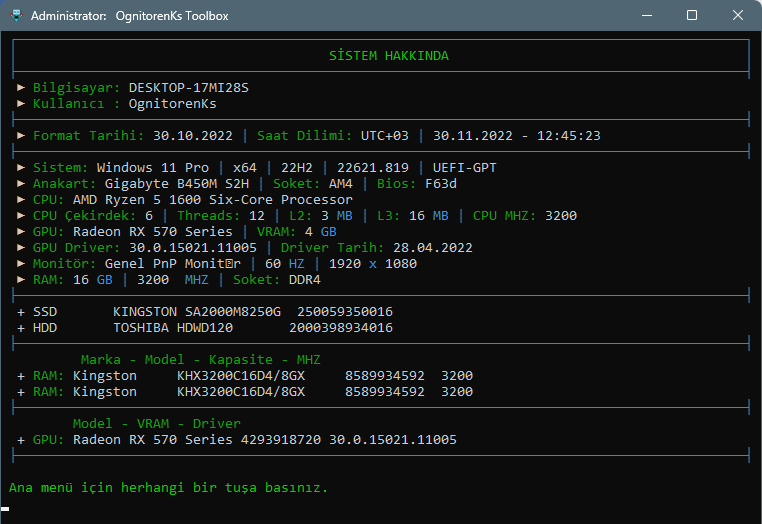 Administrator: OgnitorenKs Toolbox
SİSTEM HAKKINDA
► Bilgisayar: DESKTOP-17MI28S
► Kullanıcı : OgnitorenKs
► Format Tarihi: 30.10.2022 | Saat Dilimi: UTC+03 | 30.11.2022 - 12:45:23
► Sistem: Windows 11 Pro | x64 | 22H2 | 22621.819 | UEFI-GPT
► Anakart: Gigabyte B450M S2H | Soket: AM4 | Bios: F63d
► CPU: AMD Ryzen 5 1600 Six-Core Processor
► CPU Çekirdek: 6 | Threads: 12 | L2: 3 MB | L3: 16 MB | CPU MHZ: 3200
► GPU: Radeon RX 570 Series | VRAM: 4 GB
► GPU Driver: 30.0.15021.11005 | Driver Tarih: 28.04.2022
► Monitör: Genel PnP Monit�r | 60 HZ | 1920 x 1080
► RAM: 16 GB | 3200 MHZ | Soket: DDR4
+ SSD KINGSTON SA2000M8250G 250059350016
+ HDD TOSHIBA HDWD120 2000398934016
Marka - Model - Kapasite - MHZ
+ RAM: Kingston KHX3200C16D4/8GX 8589934592 3200
+ RAM: Kingston KHX3200C16D4/8GX 8589934592 3200
Model - VRAM - Driver
+ GPU: Radeon RX 570 Series 4293918720 30.0.15021.11005
Ana menü için herhangi bir tuşa basınız.